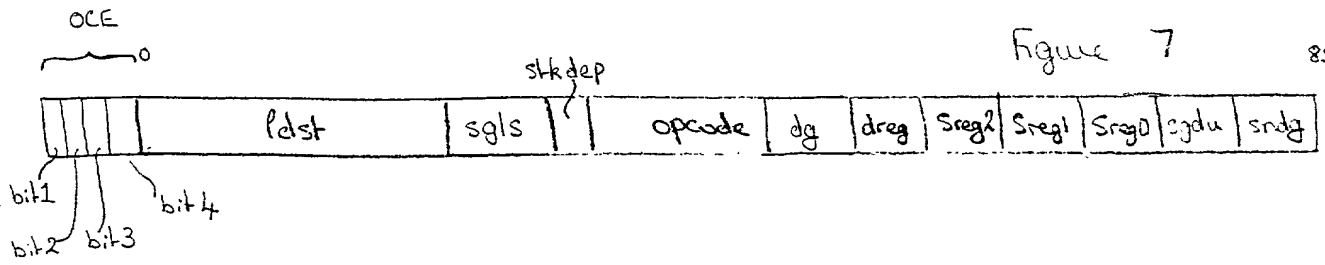 OCE
0
Figure 7
85
stkdep
ldst sgls opcode dg dreg Sreg2 Sreg1 Sreg0 sgdu sndg
bit1
bit4
bit2 bit3